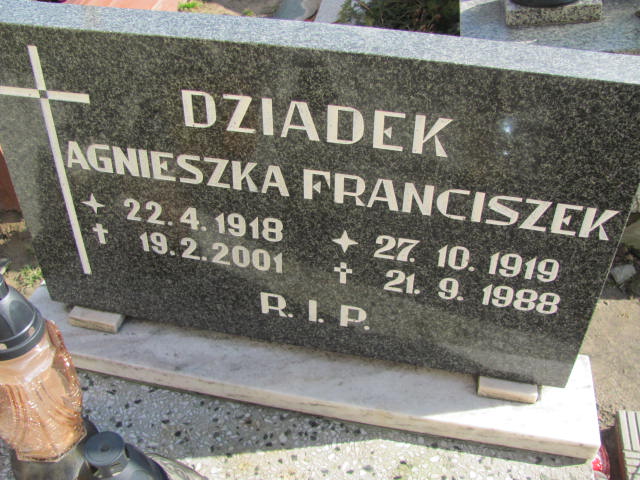 DZIADEK
AGNIESZKA FRANCISZEK
22.4.1918 27.10.1919
19.2.2001 21.9.1988
R.I.P.